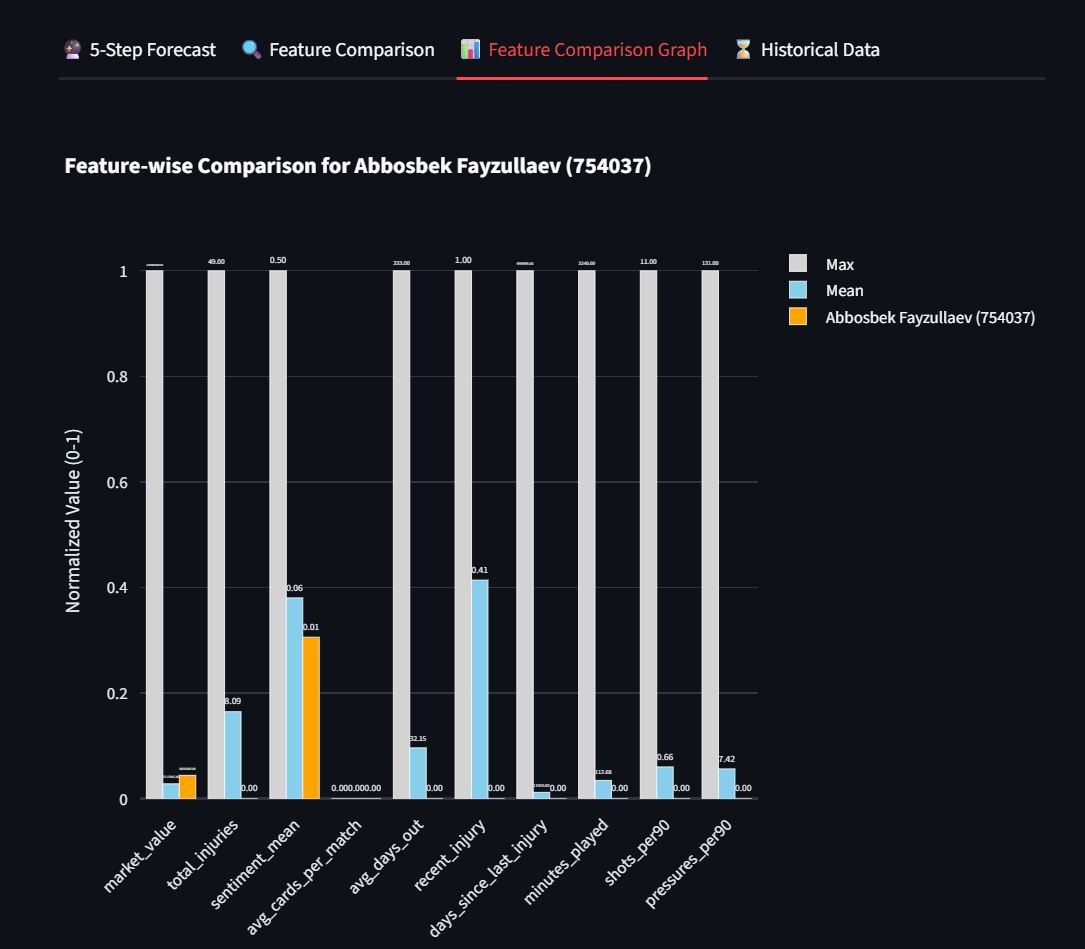 5-Step Forecast
Feature Comparison
Feature Comparison Graph
Historical Data
Feature-wise Comparison for Abbosbek Fayzullaev (754037)
Max
Mean
Abbosbek Fayzullaev (754037)
Normalized Value (0-1)
1
0.8
0.6
0.4
0.2
0
49.00
0.50
333.00
1.00
3240.00
11.00
131.00
8.09
0.00
0.06
0.01
0.000.000.00
32.15
0.00
0.41
0.00
0.00
0.00
0.66
0.00
7.42
0.00
market_value
total_injuries
sentiment_mean
avg_cards_per_match
avg_days_out
recent_injury
days_since_last_injury
minutes_played
shots_per90
pressures_per90